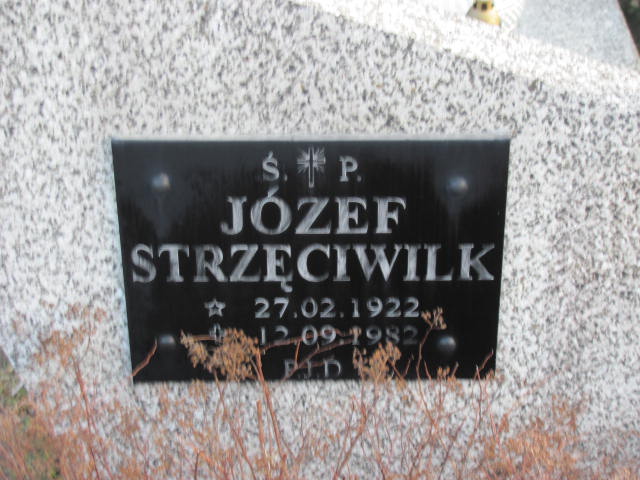 Ś. P.
JÓZEF
STRZĘCIWILK
27.02.1922
12.09.1982